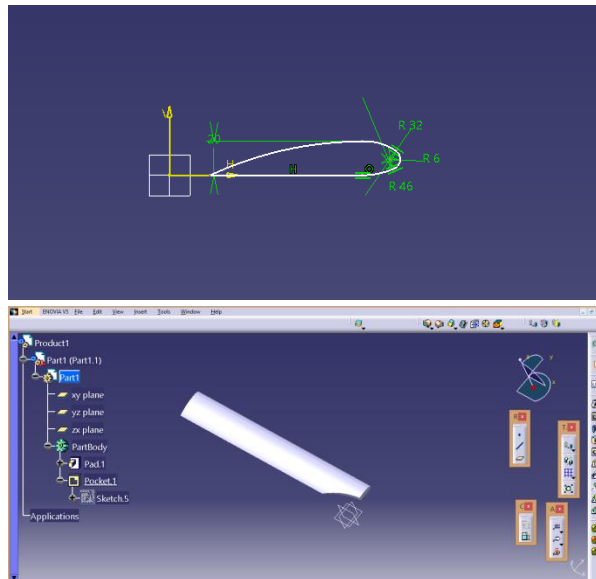 V
20
R 32
H
H
R 6
R 46
Start ENOVIA V5 File Edit View Insert Tools Window Help
Product1
Part1 (Part1.1)
Part1
xy plane
yz plane
zx plane
PartBody
Pad.1
Pocket.1
Sketch.5
Applications